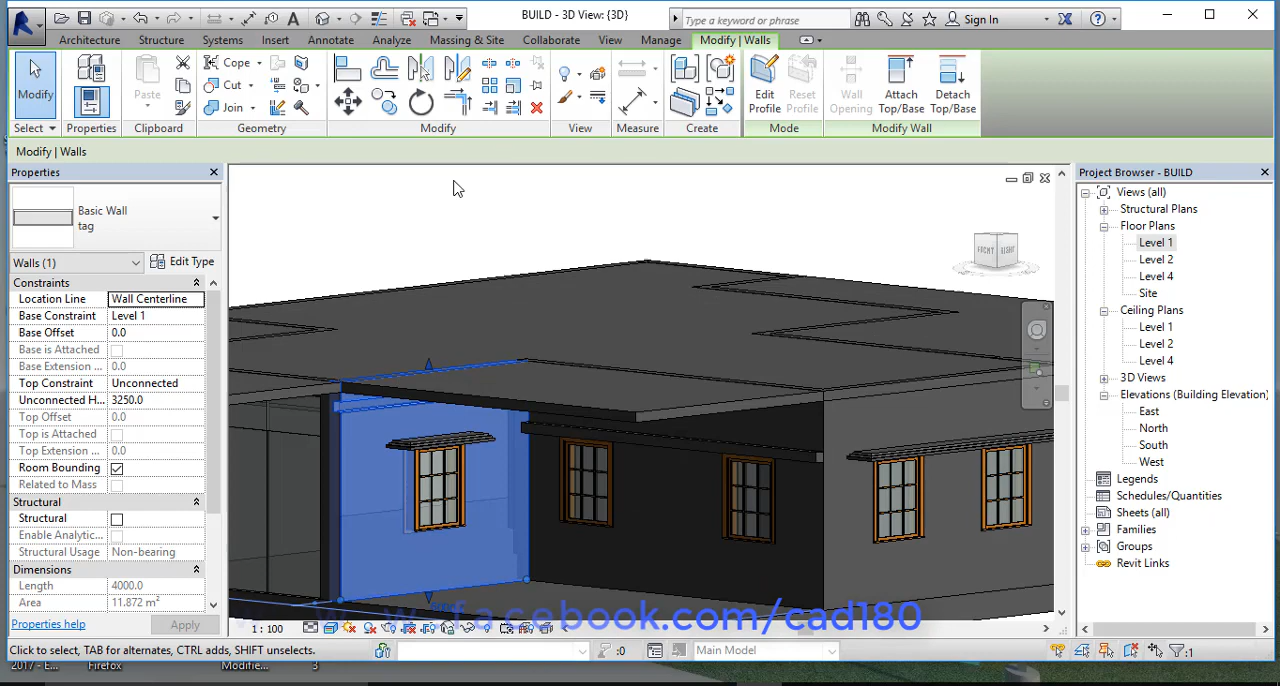 BUILD - 3D View: {3D}
Type a keyword or phrase
Sign In
Architecture Structure Systems Insert Annotate Analyze Massing & Site Collaborate View Manage Modify | Walls
Modify
Paste
Cope
Cut
Join
Edit Profile
Reset Profile
Wall Opening
Attach Top/Base
Detach Top/Base
Select Properties Clipboard Geometry Modify View Measure Create Mode Modify Wall
Modify | Walls
Properties
Basic Wall
tag
Walls (1)
Edit Type
Constraints
Location Line Wall Centerline
Base Constraint Level 1
Base Offset 0.0
Base is Attached
Base Extension ... 0.0
Top Constraint Unconnected
Unconnected H... 3250.0
Top Offset 0.0
Top is Attached
Top Extension ... 0.0
Room Bounding
Related to Mass
Structural
Structural
Enable Analytic...
Structural Usage Non-bearing
Dimensions
Length 4000.0
Area 11.872 m²
Properties help
Apply
FRONT RIGHT
Project Browser - BUILD
Views (all)
Structural Plans
Floor Plans
Level 1
Level 2
Level 4
Site
Ceiling Plans
Level 1
Level 2
Level 4
3D Views
Elevations (Building Elevation)
East
North
South
West
Legends
Schedules/Quantities
Sheets (all)
Families
Groups
Revit Links
1 : 100
facebook.com/cad180
Click to select, TAB for alternates, CTRL adds, SHIFT unselects.
:0
Main Model
:1
2017 - E... Firefox Modifie... 3